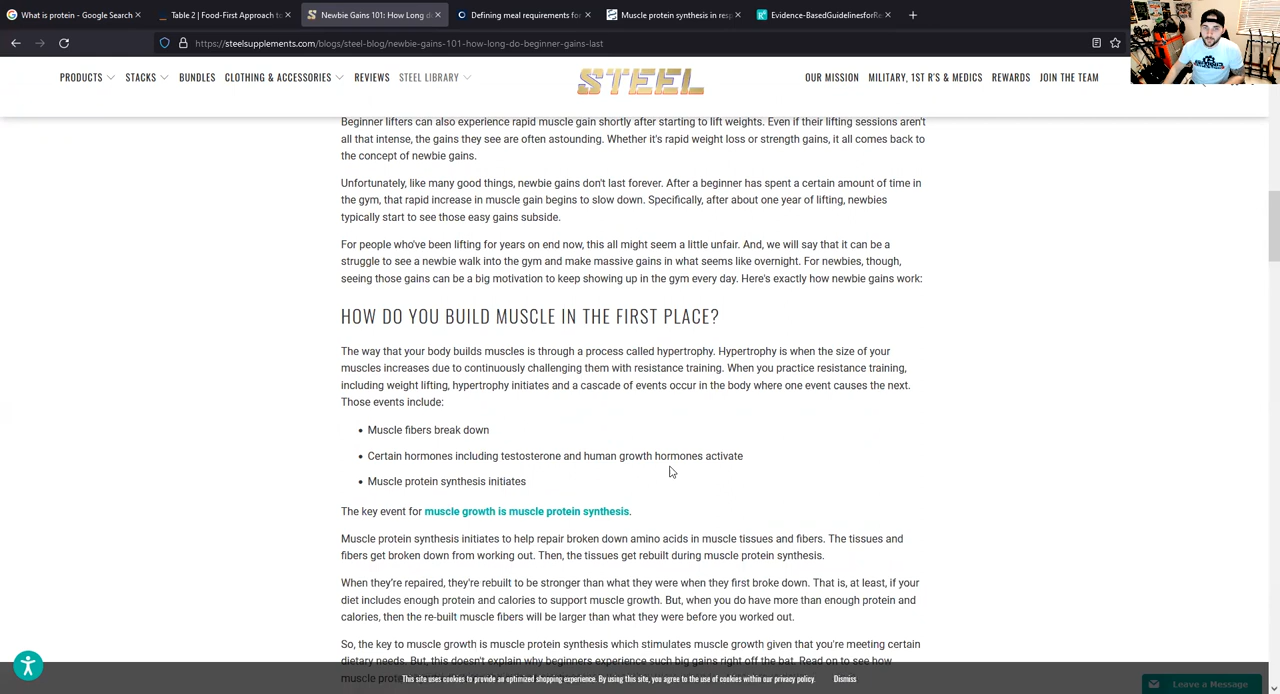 What is protein - Google Search
Table 2 | Food-First Approach to
Newbie Gains 101: How Long d
Defining meal requirements for
Muscle protein synthesis in resp
Evidence-BasedGuidelinesforRe
https://steelsupplements.com/blogs/steel-blog/newbie-gains-101-how-long-do-beginner-gains-last
PRODUCTS STACKS BUNDLES CLOTHING & ACCESSORIES REVIEWS STEEL LIBRARY STEEL OUR MISSION MILITARY, 1ST R'S & MEDICS REWARDS JOIN THE TEAM
Beginner lifters can also experience rapid muscle gain shortly after starting to lift weights. Even if their lifting sessions aren't
all that intense, the gains they see are often astounding. Whether it's rapid weight loss or strength gains, it all comes back to
the concept of newbie gains.
Unfortunately, like many good things, newbie gains don't last forever. After a beginner has spent a certain amount of time in
the gym, that rapid increase in muscle gain begins to slow down. Specifically, after about one year of lifting, newbies
typically start to see those easy gains subside.
For people who've been lifting for years on end now, this all might seem a little unfair. And, we will say that it can be a
struggle to see a newbie walk into the gym and make massive gains in what seems like overnight. For newbies, though,
seeing those gains can be a big motivation to keep showing up in the gym every day. Here's exactly how newbie gains work:
HOW DO YOU BUILD MUSCLE IN THE FIRST PLACE?
The way that your body builds muscles is through a process called hypertrophy. Hypertrophy is when the size of your
muscles increases due to continuously challenging them with resistance training. When you practice resistance training,
including weight lifting, hypertrophy initiates and a cascade of events occur in the body where one event causes the next.
Those events include:
• Muscle fibers break down
• Certain hormones including testosterone and human growth hormones activate
• Muscle protein synthesis initiates
The key event for muscle growth is muscle protein synthesis.
Muscle protein synthesis initiates to help repair broken down amino acids in muscle tissues and fibers. The tissues and
fibers get broken down from working out. Then, the tissues get rebuilt during muscle protein synthesis.
When they're repaired, they're rebuilt to be stronger than what they were when they first broke down. That is, at least, if your
diet includes enough protein and calories to support muscle growth. But, when you do have more than enough protein and
calories, then the re-built muscle fibers will be larger than what they were before you worked out.
So, the key to muscle growth is muscle protein synthesis which stimulates muscle growth given that you're meeting certain
dietary needs. But, this doesn't explain why beginners experience such big gains right off the bat. Read on to see how
This site uses cookies to provide an optimized shopping experience. By using this site, you agree to the use of cookies within our privacy policy. Dismiss
Leave a Message